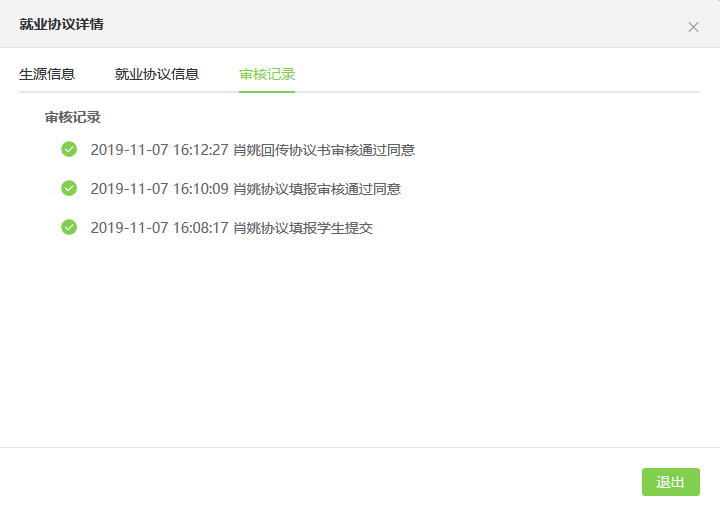 就业协议详情
生源信息 就业协议信息 审核记录
审核记录
2019-11-07 16:12:27 肖姚回传协议书审核通过同意
2019-11-07 16:10:09 肖姚协议填报审核通过同意
2019-11-07 16:08:17 肖姚协议填报学生提交
退出